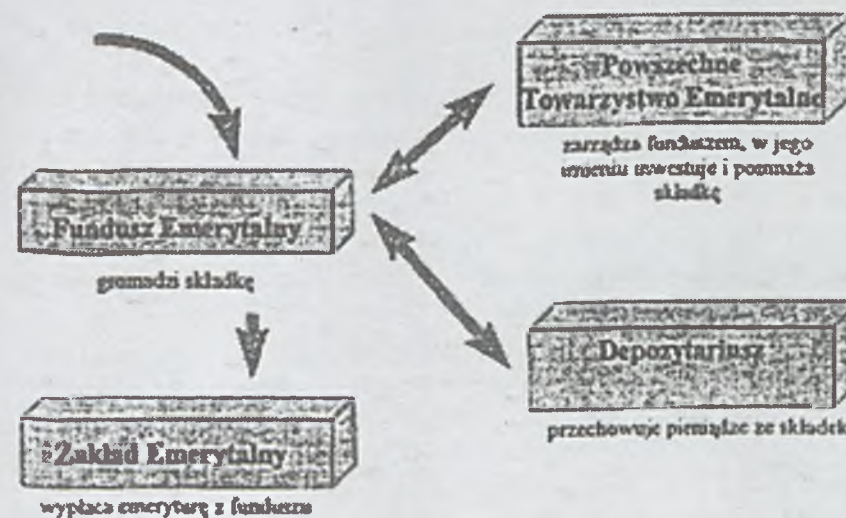 Powszechne
Towarzystwo Emerytalne
zarządza funduszem, w jego
imieniu inwestuje i pomnaża
składkę
Fundusz Emerytalny
gromadzi składkę
Depozytariusz
przechowuje pieniądze ze składek
Zakład Emerytalny
wypłaca emeryturę z funduszu